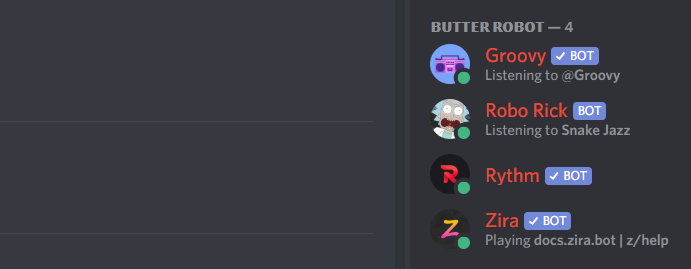 BUTTER ROBOT — 4
Groovy ✓ BOT
Listening to @Groovy
Robo Rick BOT
Listening to Snake Jazz
R
Rythm ✓ BOT
Z
Zira ✓ BOT
Playing docs.zira.bot | z/help